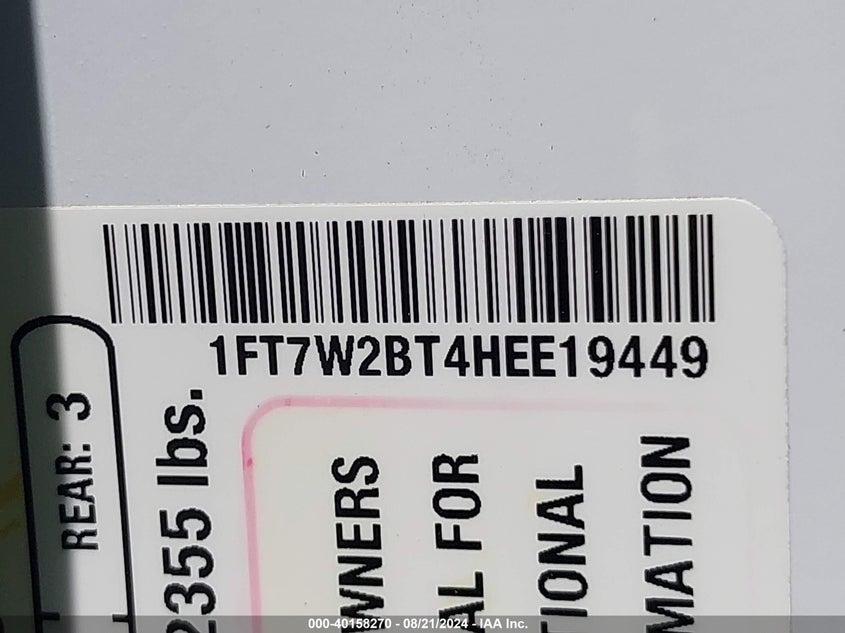 1FT7W2BT4HEE19449
REAR: 3
2355 lbs.
WNERS
AL FOR
TIONAL
MATION
000-40158270 - 08/21/2024 - IAA Inc.